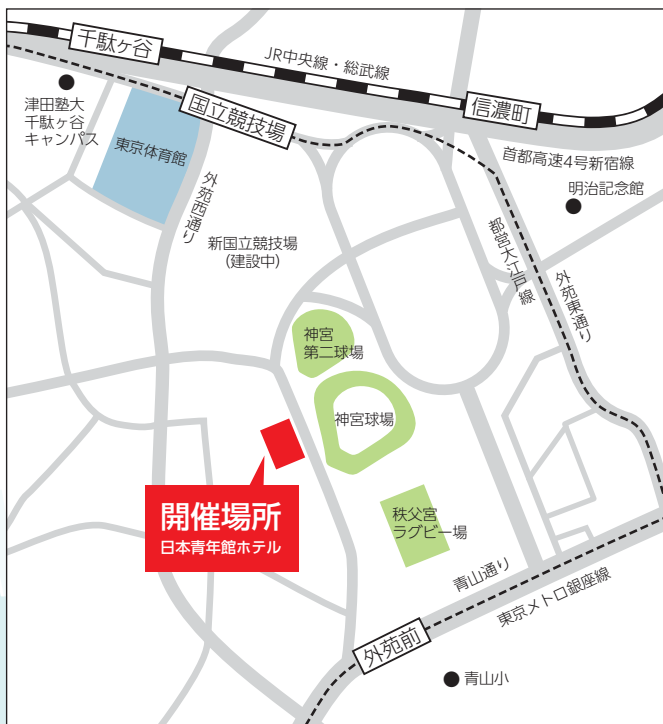 千駄ヶ谷
JR中央線・総武線
津田塾大
千駄ヶ谷
キャンパス
国立競技場
信濃町
東京体育館
首都高速4号新宿線
明治記念館
外苑西通り
新国立競技場
(建設中)
都営大江戸線
外苑東通り
神宮
第二球場
神宮球場
開催場所
日本青年館ホテル
秩父宮
ラグビー場
青山通り
東京メトロ銀座線
外苑前
青山小